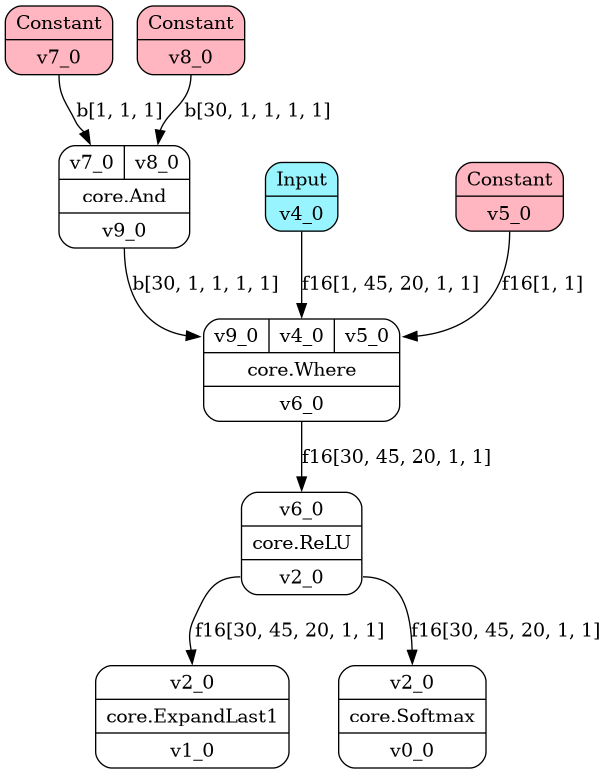 Constant
v7_0
Constant
v8_0
b[1, 1, 1]
b[30, 1, 1, 1, 1]
v7_0
v8_0
core.And
v9_0
Input
v4_0
Constant
v5_0
b[30, 1, 1, 1, 1]
f16[1, 45, 20, 1, 1]
f16[1, 1]
v9_0
v4_0
v5_0
core.Where
v6_0
f16[30, 45, 20, 1, 1]
v6_0
core.ReLU
v2_0
f16[30, 45, 20, 1, 1]
f16[30, 45, 20, 1, 1]
v2_0
core.ExpandLast1
v1_0
v2_0
core.Softmax
v0_0